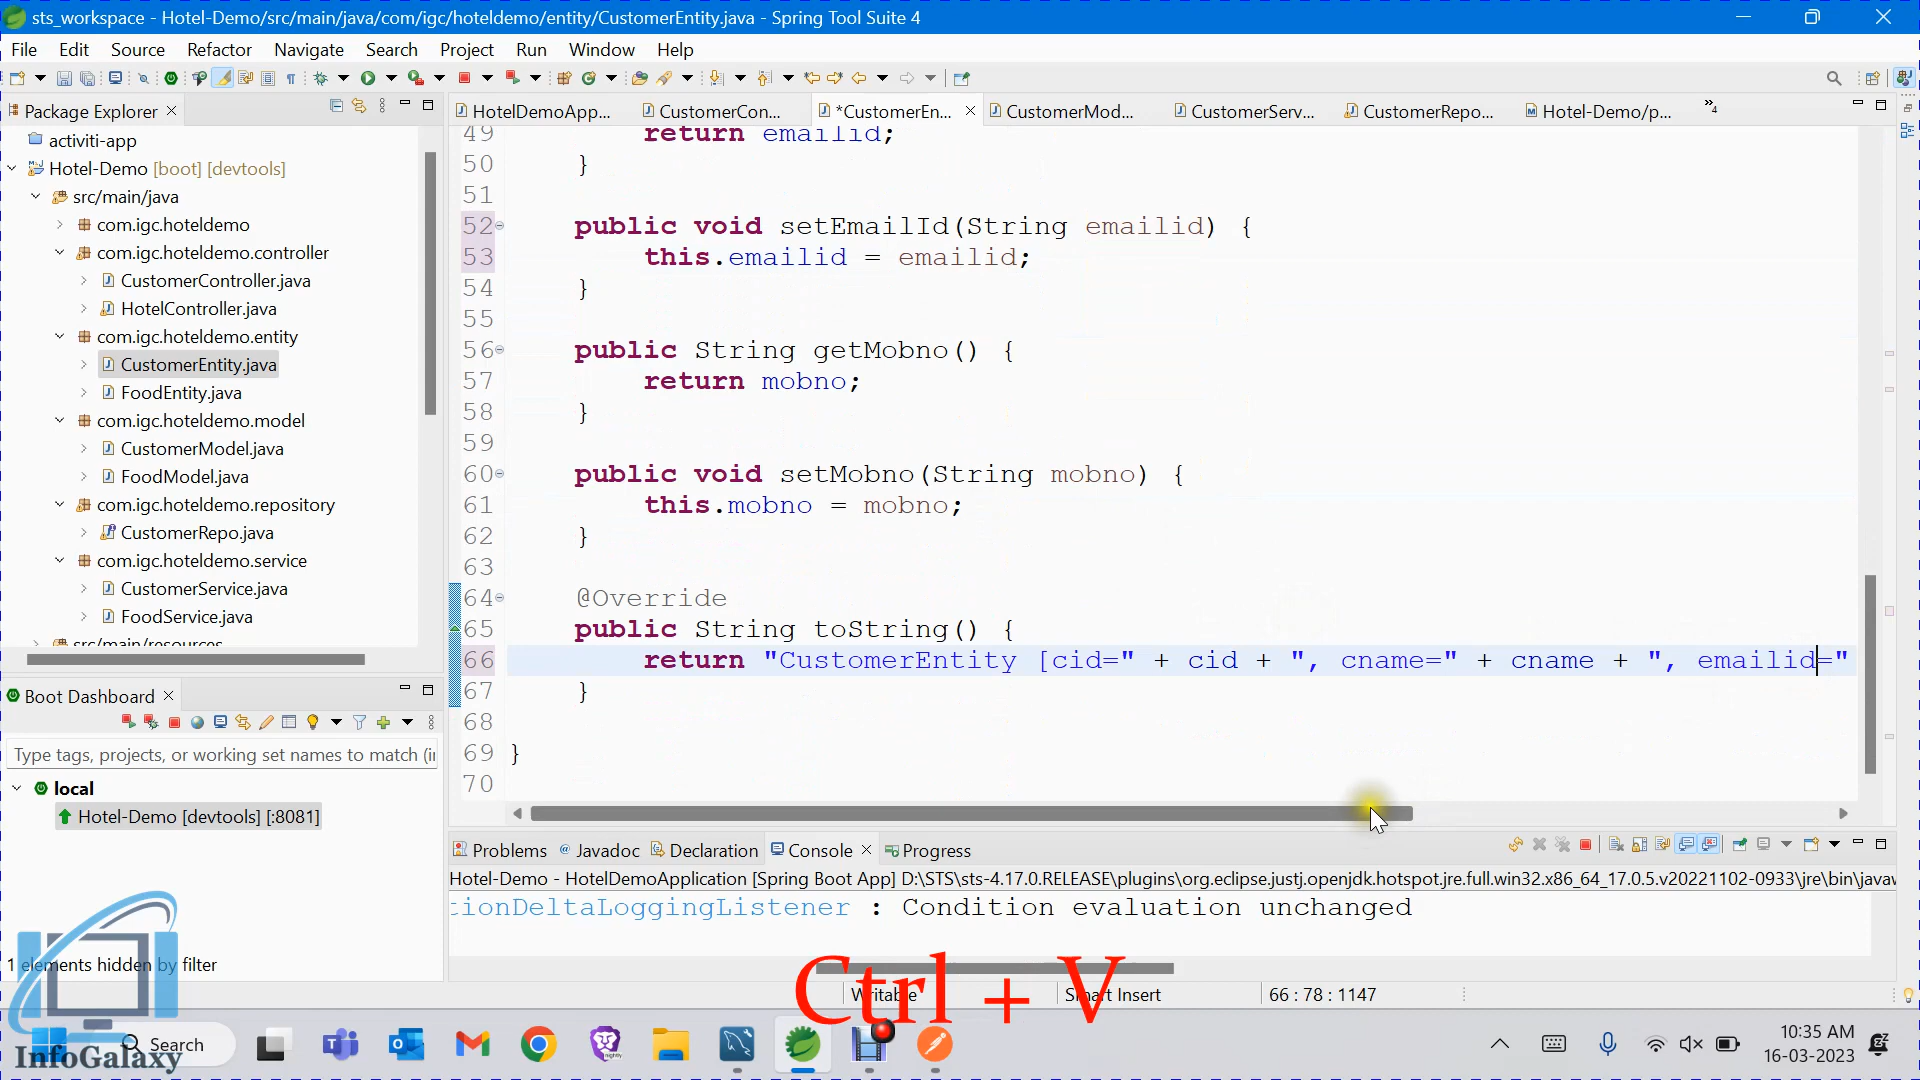 sts_workspace - Hotel-Demo/src/main/java/com/igc/hoteldemo/entity/CustomerEntity.java - Spring Tool Suite 4
File Edit Source Refactor Navigate Search Project Run Window Help
Package Explorer
activiti-app
Hotel-Demo [boot] [devtools]
src/main/java
com.igc.hoteldemo
com.igc.hoteldemo.controller
CustomerController.java
HotelController.java
com.igc.hoteldemo.entity
CustomerEntity.java
FoodEntity.java
com.igc.hoteldemo.model
CustomerModel.java
FoodModel.java
com.igc.hoteldemo.repository
CustomerRepo.java
com.igc.hoteldemo.service
CustomerService.java
FoodService.java
src/main/resources
HotelDemoApp... CustomerCon... *CustomerEn... CustomerMod... CustomerServ... CustomerRepo... Hotel-Demo/p... »4
49 return emailid;
50 }
51
52 public void setEmailId(String emailid) {
53 this.emailid = emailid;
54 }
55
56 public String getMobno() {
57 return mobno;
58 }
59
60 public void setMobno(String mobno) {
61 this.mobno = mobno;
62 }
63
64 @Override
65 public String toString() {
66 return "CustomerEntity [cid=" + cid + ", cname=" + cname + ", emailid="
67 }
68
69 }
70
Boot Dashboard
Type tags, projects, or working set names to match (i
local
Hotel-Demo [devtools] [:8081]
1 elements hidden by filter
Problems Javadoc Declaration Console Progress
Hotel-Demo - HotelDemoApplication [Spring Boot App] D:\STS\sts-4.17.0.RELEASE\plugins\org.eclipse.justj.openjdk.hotspot.jre.full.win32.x86_64_17.0.5.v20221102-0933\jre\bin\javaw
tionDeltaLoggingListener : Condition evaluation unchanged
Ctrl + V
Writable Smart Insert 66 : 78 : 1147
Search
InfoGalaxy
10:35 AM
16-03-2023